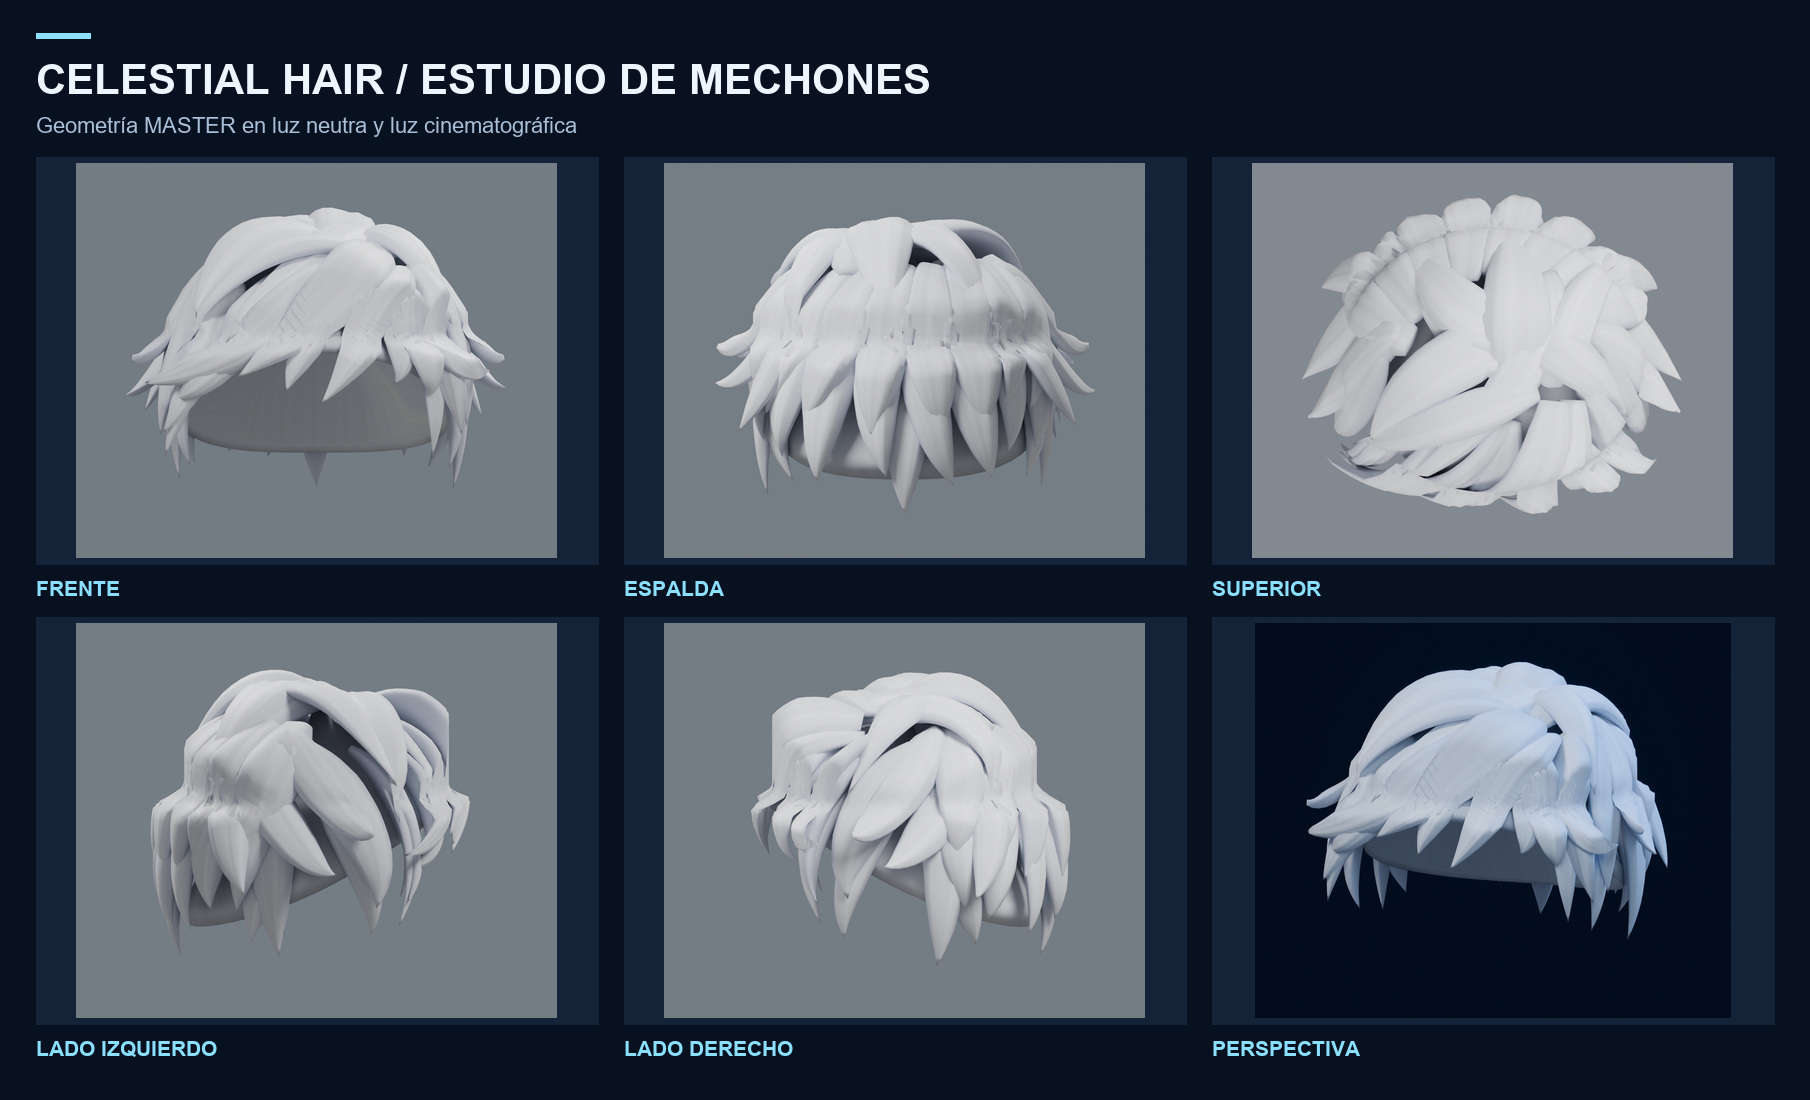 CELESTIAL HAIR / ESTUDIO DE MECHONES
Geometría MASTER en luz neutra y luz cinematográfica
FRENTE
ESPALDA
SUPERIOR
LADO IZQUIERDO
LADO DERECHO
PERSPECTIVA